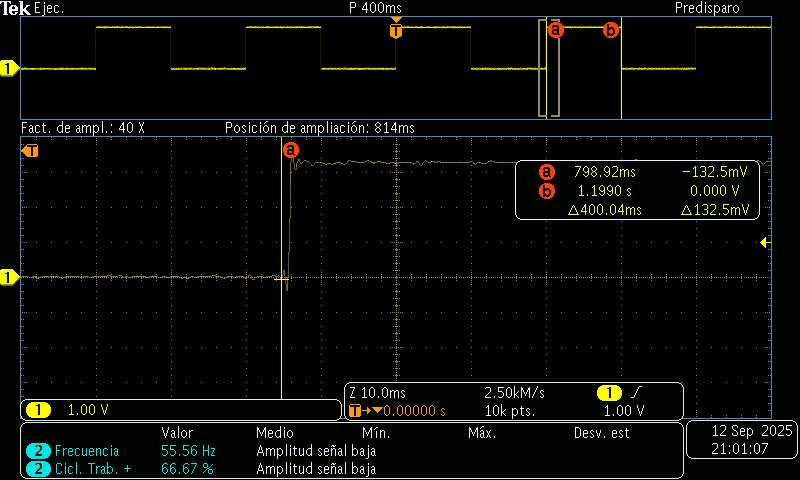 Tek Ejec. P 400ms Predisparo
T a b
1
Fact. de ampl.: 40 X Posición de ampliación: 814ms
T a
a 798.92ms −132.5mV
b 1.1990 s 0.000 V
△400.04ms △132.5mV
1
Z 10.0ms 2.50kM/s 1
1 1.00 V T→▼0.00000 s 10k pts. 1.00 V
Valor Medio Mín. Máx. Desv. est
2 Frecuencia 55.56 Hz Amplitud señal baja
2 Cicl. Trab. + 66.67 % Amplitud señal baja
12 Sep 2025
21:01:07